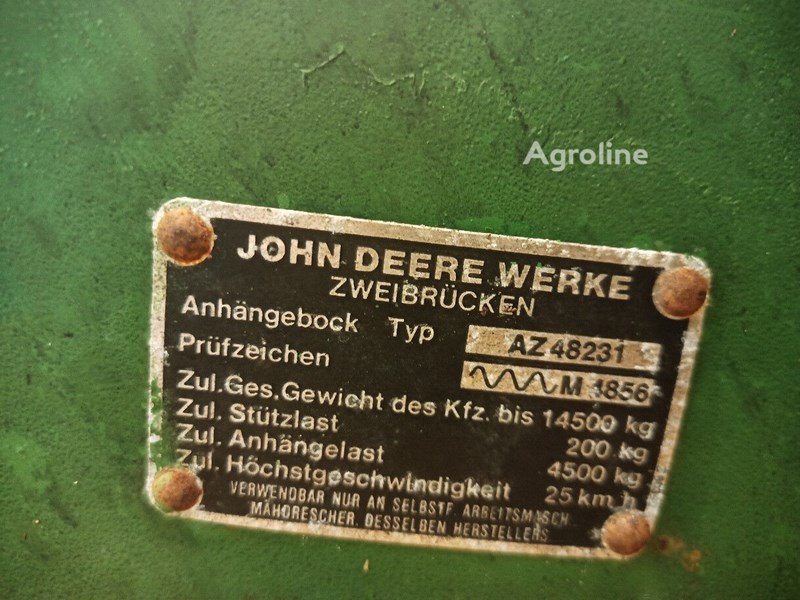 Agroline
JOHN DEERE WERKE
ZWEIBRÜCKEN
Anhängebock Typ AZ 48231
Prüfzeichen M 1856
Zul.Ges.Gewicht des Kfz. bis 14500 kg
Zul. Stützlast 200 kg
Zul. Anhängelast 4500 kg
Zul. Höchstgeschwindigkeit 25 km h
VERWENDBAR NUR AN SELBSTF. ARBEITSMASCH.
MÄHDRESCHER. DESSELBEN HERSTELLERS